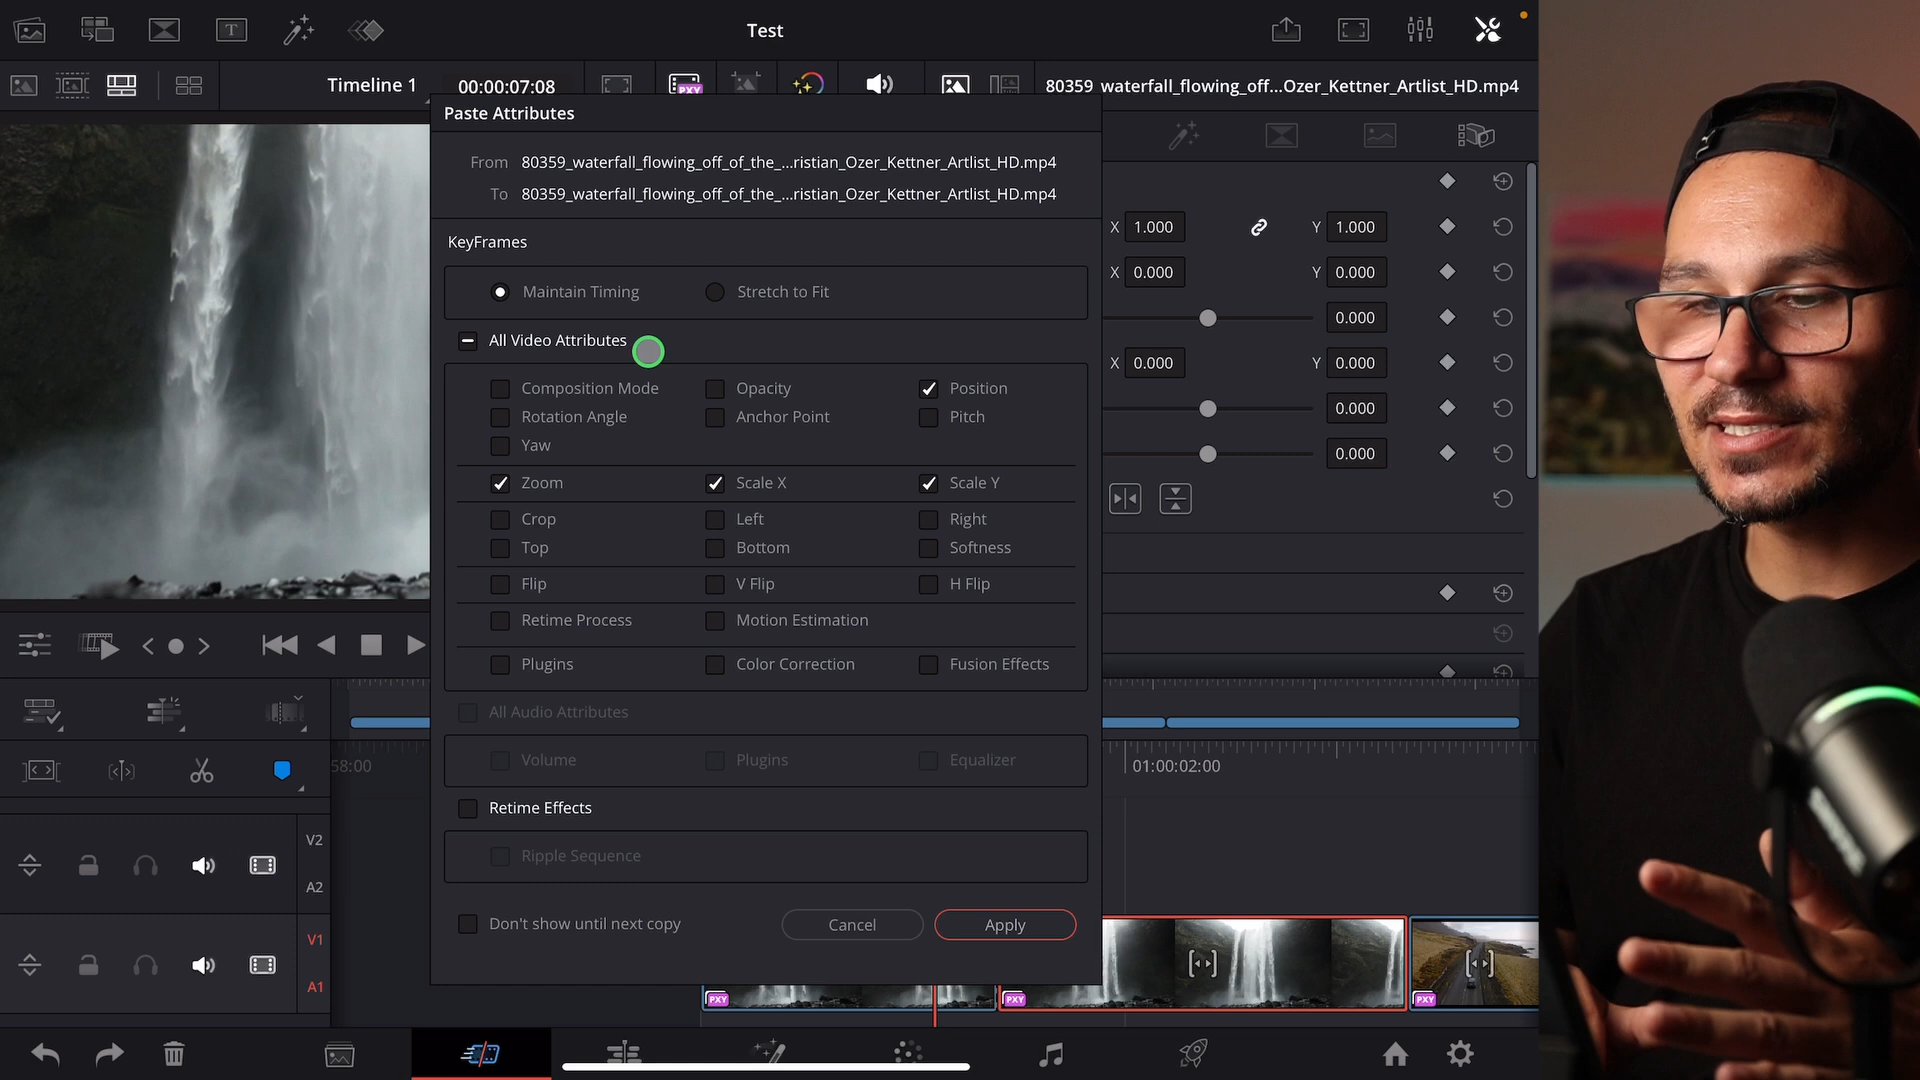 Test
Timeline 1
00:00:07:08
PXY
80359_waterfall_flowing_off...Ozer_Kettner_Artlist_HD.mp4
Paste Attributes
From 80359_waterfall_flowing_off_of_the_...ristian_Ozer_Kettner_Artlist_HD.mp4
To 80359_waterfall_flowing_off_of_the_...ristian_Ozer_Kettner_Artlist_HD.mp4
KeyFrames
Maintain Timing Stretch to Fit
All Video Attributes
Composition Mode Opacity Position
Rotation Angle Anchor Point Pitch
Yaw
Zoom Scale X Scale Y
Crop Left Right
Top Bottom Softness
Flip V Flip H Flip
Retime Process Motion Estimation
Plugins Color Correction Fusion Effects
All Audio Attributes
Volume Plugins Equalizer
Retime Effects
Ripple Sequence
Don't show until next copy Cancel Apply
X 1.000 Y 1.000
X 0.000 Y 0.000
0.000
X 0.000 Y 0.000
0.000
0.000
58:00
01:00:02:00
V2
A2
V1
A1
PXY PXY PXY